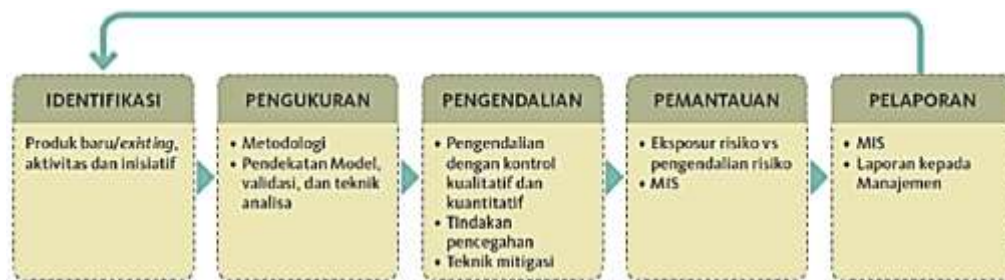 IDENTIFIKASI
Produk baru/existing,
aktivitas dan inisiatif
PENGUKURAN
• Metodologi
• Pendekatan Model,
validasi, dan teknik
analisa
PENGENDALIAN
• Pengendalian
dengan kontrol
kualitatif dan
kuantitatif
• Tindakan
pencegahan
• Teknik mitigasi
PEMANTAUAN
• Eksposur risiko vs
pengendalian risiko
• MIS
PELAPORAN
• MIS
• Laporan kepada
Manajemen